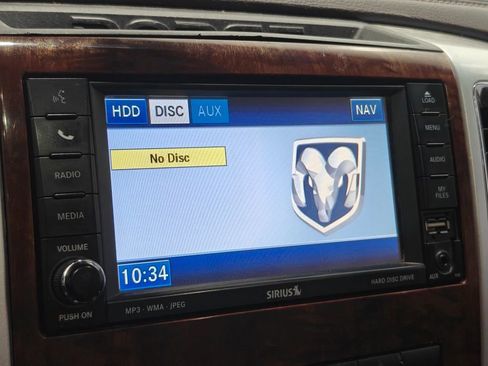 DODGE
HDD DISC AUX NAV
LOAD
MENU
RADIO
No Disc
AUDIO
MY
FILES
MEDIA
VOLUME
10:34
PUSH ON
MP3 - WMA - JPEG
SIRIUS
HARD DISC DRIVE
AUX